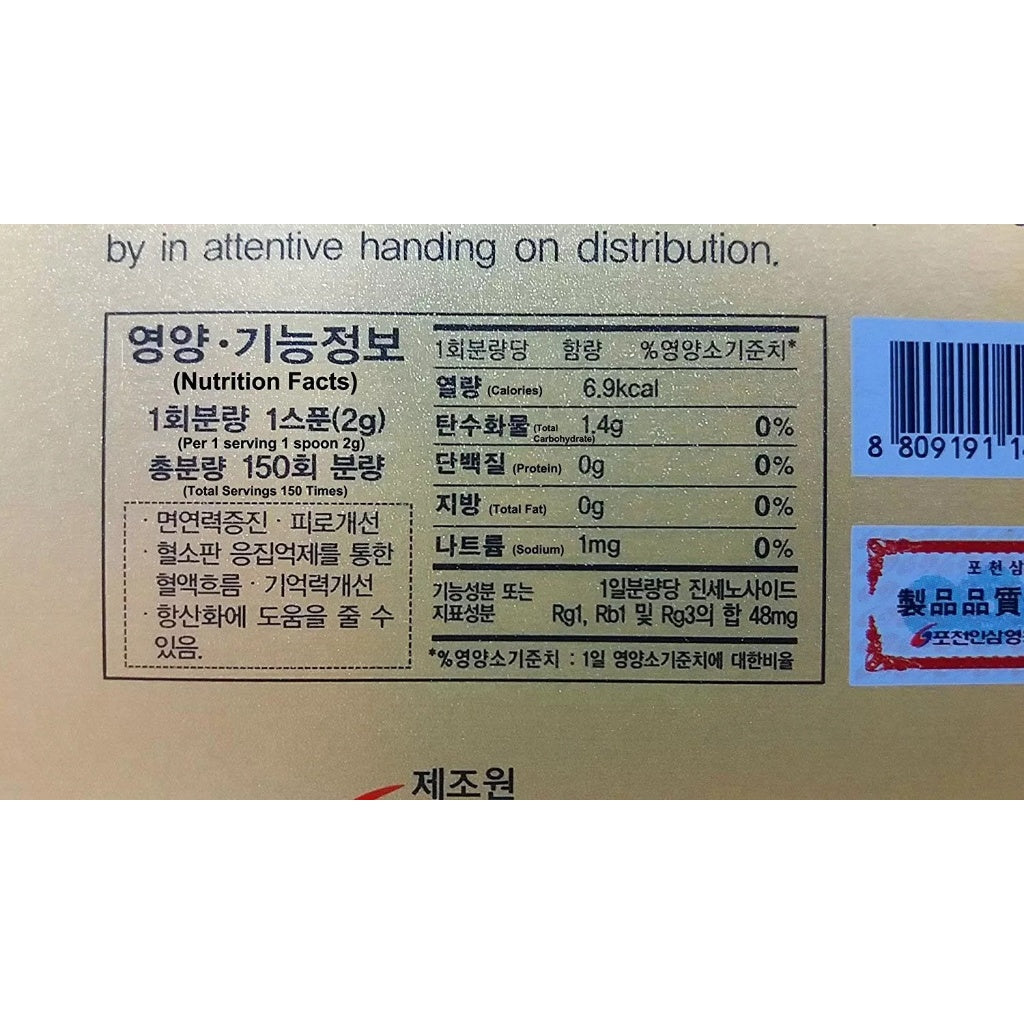 by in attentive handing on distribution.
영양·기능정보
(Nutrition Facts)
1회분량 1스푼(2g)
(Per 1 serving 1 spoon 2g)
총분량 150회 분량
(Total Servings 150 Times)
· 면연력증진 · 피로개선
· 혈소판 응집억제를 통한
혈액흐름 · 기억력개선
· 항산화에 도움을 줄 수
있음.
1회분량당 함량 %영양소기준치*
열량 (Calories) 6.9kcal
탄수화물 (Total Carbohydrate) 1.4g 0%
단백질 (Protein) 0g 0%
지방 (Total Fat) 0g 0%
나트륨 (Sodium) 1mg 0%
기능성분 또는 1일분량당 진세노사이드
지표성분 Rg1, Rb1 및 Rg3의 합 48mg
*%영양소기준치 : 1일 영양소기준치에 대한비율
8 809191 1
포천삼
製品品質
포천인삼영
제조원